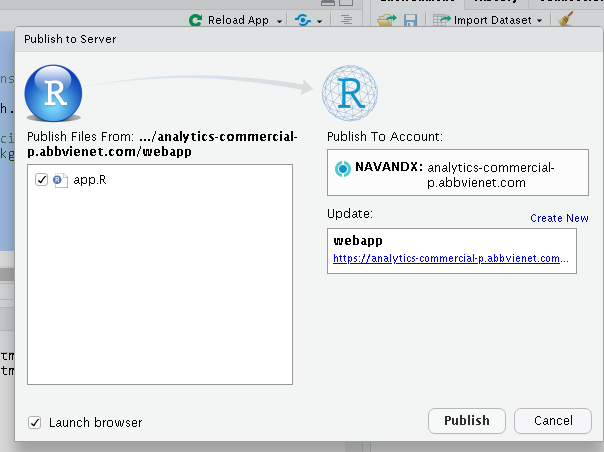 Reload App
Import Dataset
Publish to Server
R
R
Publish Files From: .../analytics-commercial-
p.abbvienet.com/webapp
app.R
Publish To Account:
NAVANDX: analytics-commercial-
p.abbvienet.com
Update:
Create New
webapp
https://analytics-commercial-p.abbvienet.com...
Launch browser
Publish
Cancel